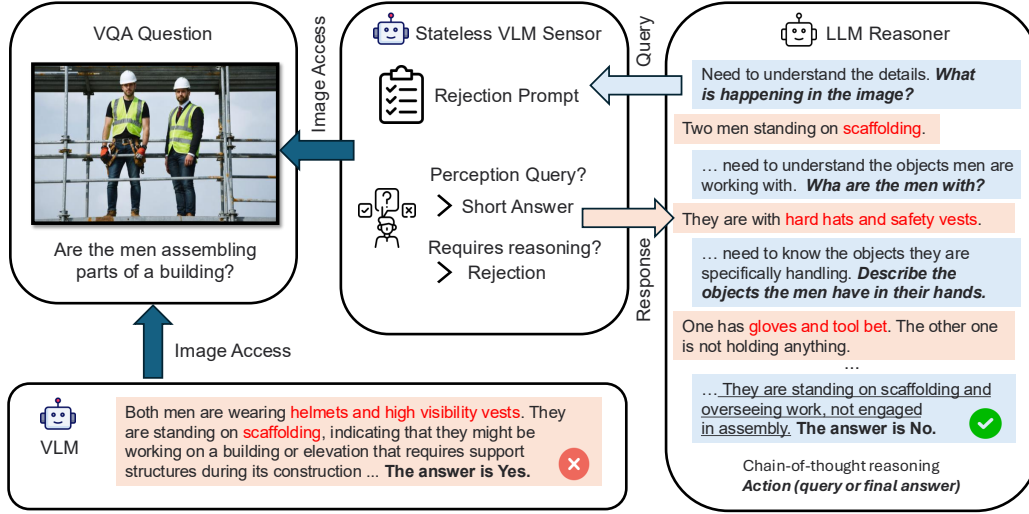 VQA Question
Are the men assembling
parts of a building?
Image Access
Stateless VLM Sensor
Rejection Prompt
Perception Query?
Short Answer
Requires reasoning?
Rejection
Query
Response
LLM Reasoner
Need to understand the details. What
is happening in the image?
Two men standing on scaffolding.
… need to understand the objects men are
working with. Wha are the men with?
They are with hard hats and safety vests.
… need to know the objects they are
specifically handling. Describe the
objects the men have in their hands.
One has gloves and tool bet. The other one
is not holding anything.
…
… They are standing on scaffolding and
overseeing work, not engaged
in assembly. The answer is No.
Chain-of-thought reasoning
Action (query or final answer)
Image Access
VLM
Both men are wearing helmets and high visibility vests. They
are standing on scaffolding, indicating that they might be
working on a building or elevation that requires support
structures during its construction ... The answer is Yes.